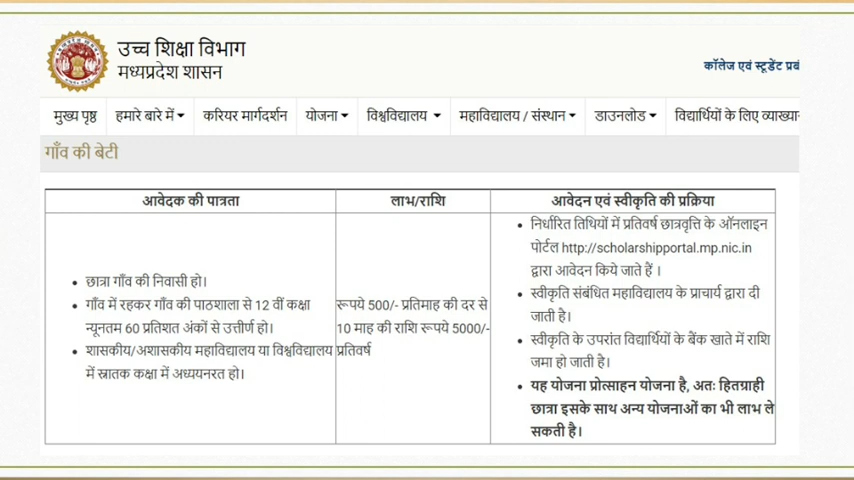 उच्च शिक्षा विभाग
मध्यप्रदेश शासन
कॉलेज एवं स्टूडेंट
मुख्य पृष्ठ हमारे बारे में करियर मार्गदर्शन योजना विश्वविद्यालय महाविद्यालय / संस्थान डाउनलोड विद्यार्थियों के लिए
गाँव की बेटी
आवेदक की पात्रता
लाभ/राशि
आवेदन एवं स्वीकृति की प्रक्रिया
छात्रा गाँव की निवासी हो।
गाँव में रहकर गाँव की पाठशाला से 12 वीं कक्षा
न्यूनतम 60 प्रतिशत अंकों से उत्तीर्ण हो।
शासकीय/अशासकीय महाविद्यालय या विश्वविद्यालय
में स्नातक कक्षा में अध्ययनरत हो।
रूपये 500/- प्रतिमाह की दर से
10 माह की राशि रूपये 5000/-
प्रतिवर्ष
निर्धारित तिथियों में प्रतिवर्ष छात्रवृत्ति के ऑनलाइन
पोर्टल http://scholarshipportal.mp.nic.in
द्वारा आवेदन किये जाते हैं ।
स्वीकृति संबंधित महाविद्यालय के प्राचार्य द्वारा दी
जाती है।
स्वीकृति के उपरांत विद्यार्थियों के बैंक खाते में राशि
जमा हो जाती है।
यह योजना प्रोत्साहन योजना है, अतः हितग्राही
छात्रा इसके साथ अन्य योजनाओं का भी लाभ ले
सकती है।